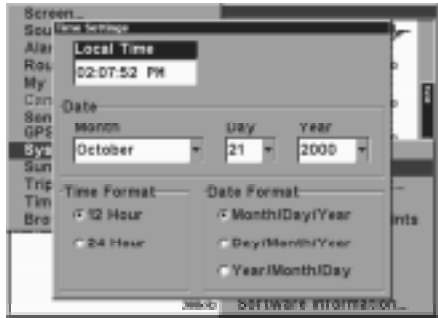 Screen...
Sou
Time Settings
Alar
Local Time
Rou
02:07:52 PM
My
Sen
GPS
Date
Month Day Year
Sys
October 21 2000
Sun
Trip
Time Format Date Format
Tim
12 Hour Month/Day/Year
Bro
ints
24 Hour Day/Month/Year
Year/Month/Day
Software Information...